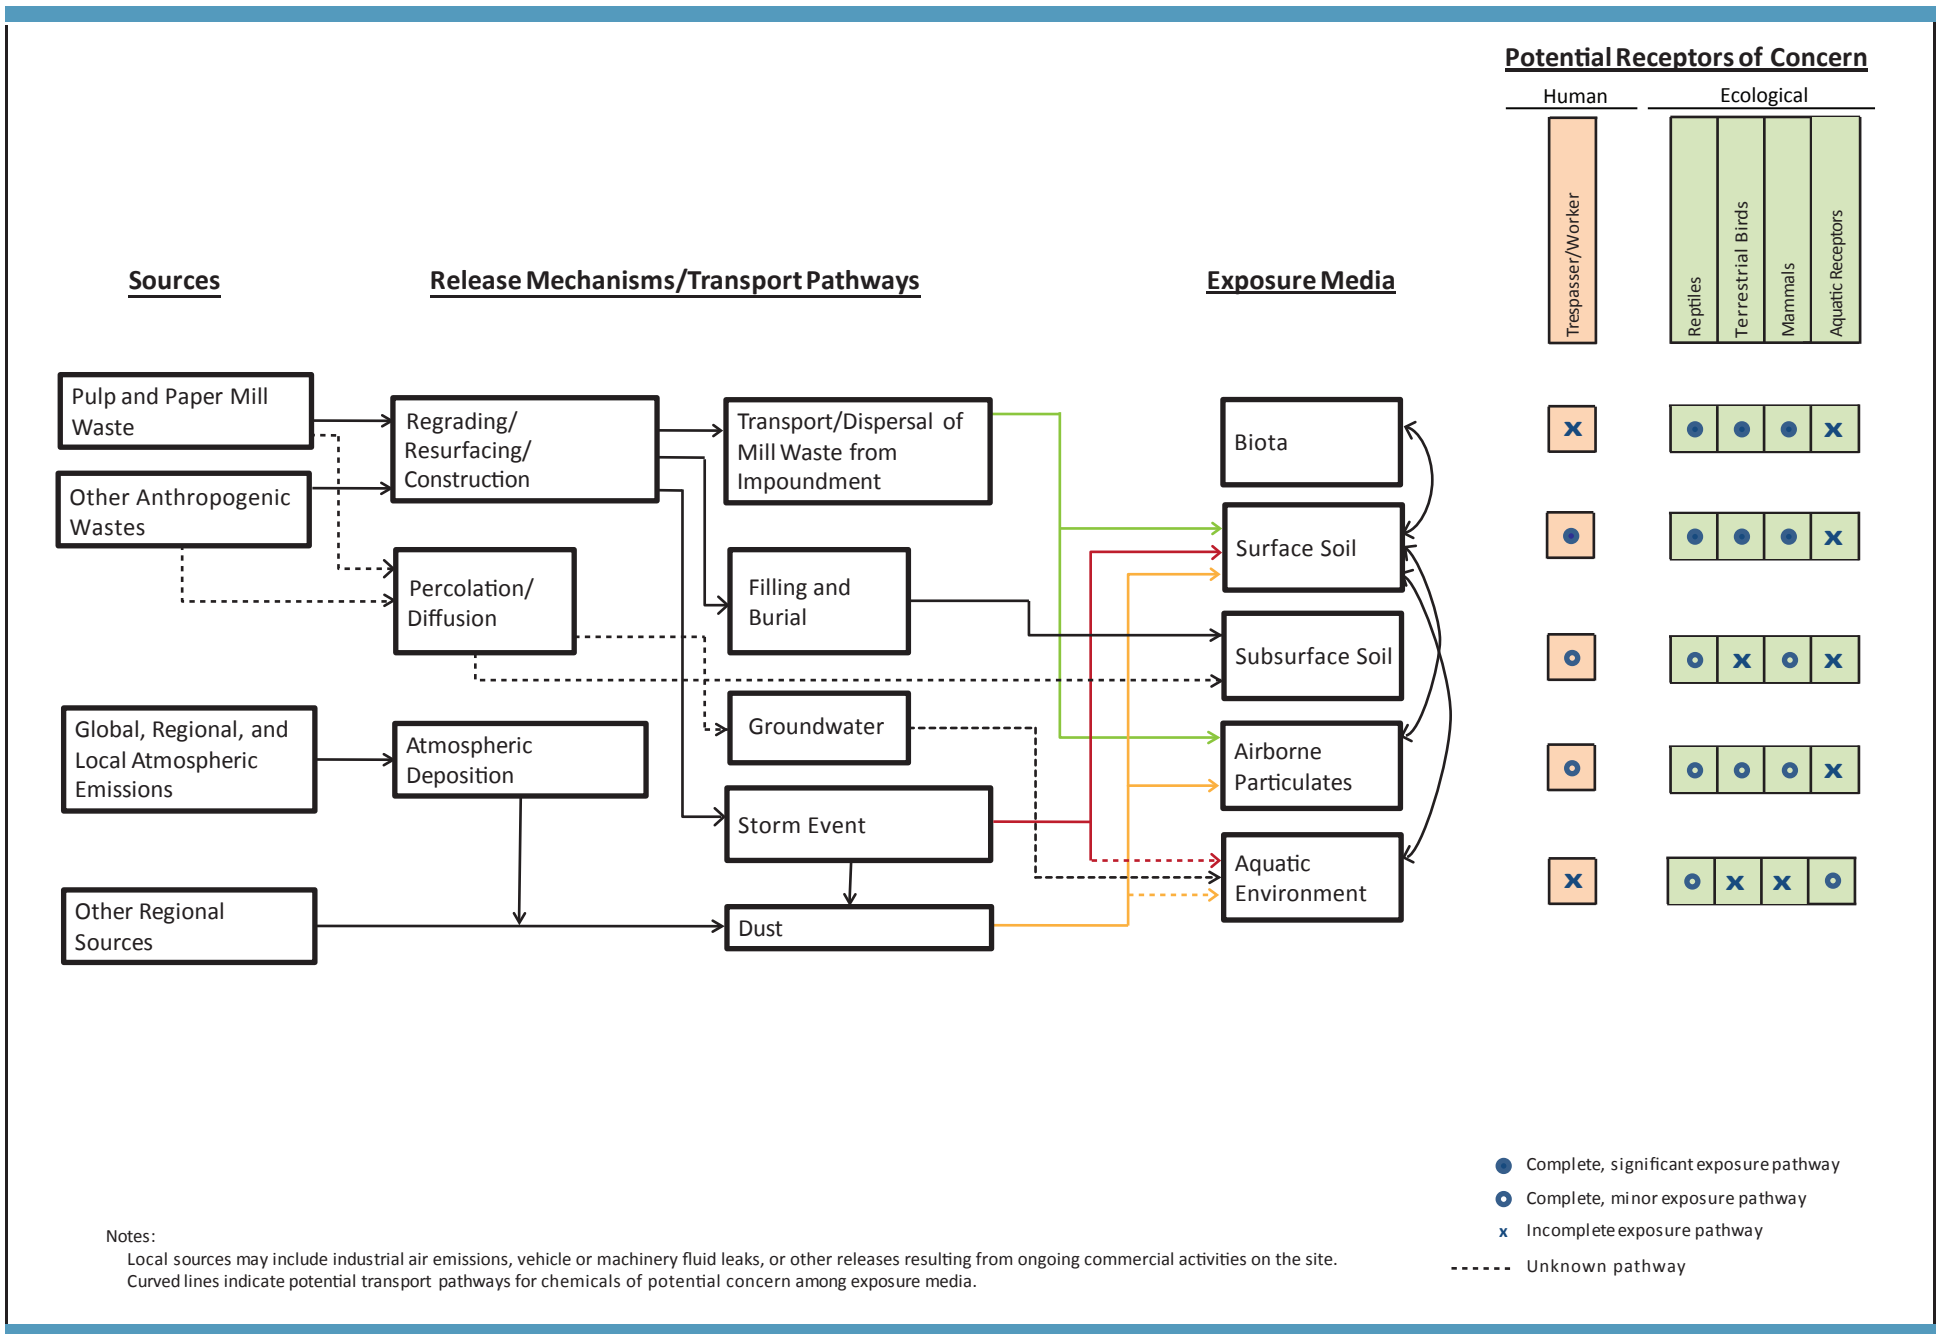 Potential Receptors of Concern
Human
Ecological
Trespasser/Worker
Reptiles
Terrestrial Birds
Mammals
Aquatic Receptors
Sources
Release Mechanisms/Transport Pathways
Exposure Media
Pulp and Paper Mill
Waste
Other Anthropogenic
Wastes
Global, Regional, and
Local Atmospheric
Emissions
Other Regional
Sources
Regrading/
Resurfacing/
Construction
Percolation/
Diffusion
Atmospheric
Deposition
Transport/Dispersal of
Mill Waste from
Impoundment
Filling and
Burial
Groundwater
Storm Event
Dust
Biota
Surface Soil
Subsurface Soil
Airborne
Particulates
Aquatic
Environment
x x
x
x x x
x
x x x
Complete, significant exposure pathway
Complete, minor exposure pathway
x Incomplete exposure pathway
Unknown pathway
Notes:
Local sources may include industrial air emissions, vehicle or machinery fluid leaks, or other releases resulting from ongoing commercial activities on the site.
Curved lines indicate potential transport pathways for chemicals of potential concern among exposure media.